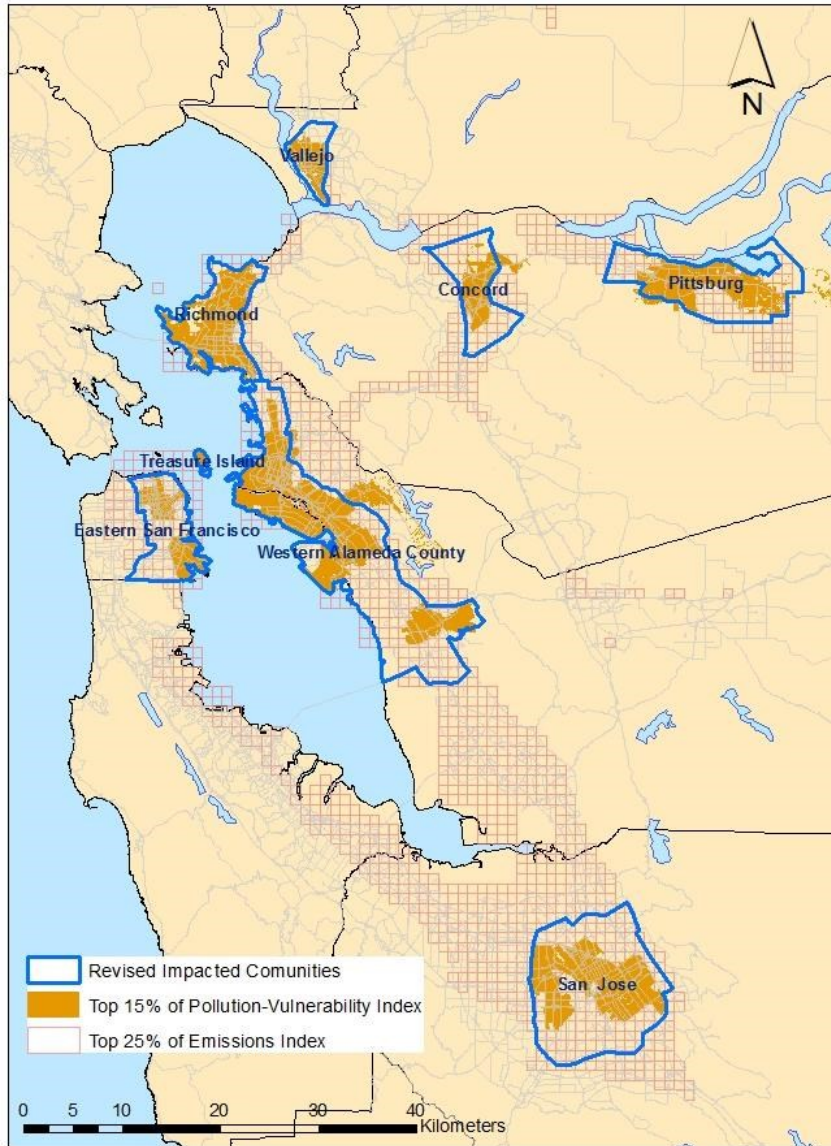 N
Vallejo
Concord
Pittsburg
Richmond
Treasure Island
Eastern San Francisco
Western Alameda County
San Jose
Revised Impacted Comunities
Top 15% of Pollution-Vulnerability Index
Top 25% of Emissions Index
0 5 10 20 30 40
Kilometers